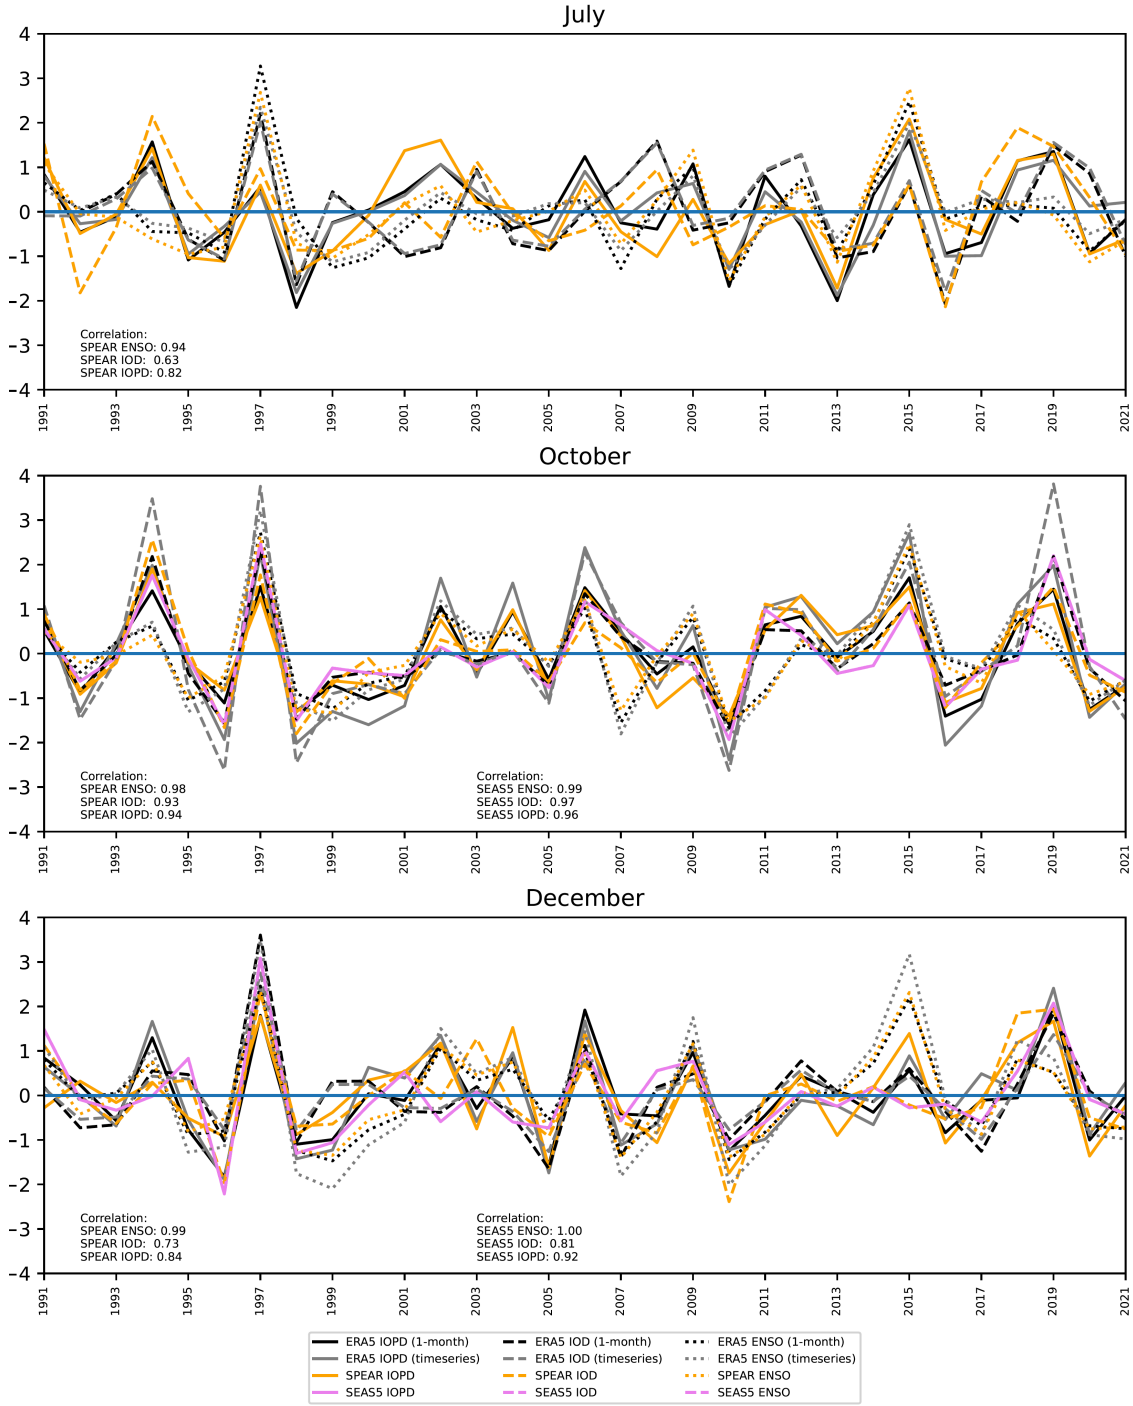 July
4
3
2
1
0
−1
−2
−3
−4
Correlation:
SPEAR ENSO: 0.94
SPEAR IOD:  0.63
SPEAR IOPD: 0.82
1991 1993 1995 1997 1999 2001 2003 2005 2007 2009 2011 2013 2015 2017 2019 2021
October
4
3
2
1
0
−1
−2
−3
−4
Correlation:
SPEAR ENSO: 0.98
SPEAR IOD:  0.93
SPEAR IOPD: 0.94
Correlation:
SEAS5 ENSO: 0.99
SEAS5 IOD:  0.97
SEAS5 IOPD: 0.96
1991 1993 1995 1997 1999 2001 2003 2005 2007 2009 2011 2013 2015 2017 2019 2021
December
4
3
2
1
0
−1
−2
−3
−4
Correlation:
SPEAR ENSO: 0.99
SPEAR IOD:  0.73
SPEAR IOPD: 0.84
Correlation:
SEAS5 ENSO: 1.00
SEAS5 IOD:  0.81
SEAS5 IOPD: 0.92
1991 1993 1995 1997 1999 2001 2003 2005 2007 2009 2011 2013 2015 2017 2019 2021
ERA5 IOPD (1-month)
ERA5 IOPD (timeseries)
SPEAR IOPD
SEAS5 IOPD
ERA5 IOD (1-month)
ERA5 IOD (timeseries)
SPEAR IOD
SEAS5 IOD
ERA5 ENSO (1-month)
ERA5 ENSO (timeseries)
SPEAR ENSO
SEAS5 ENSO